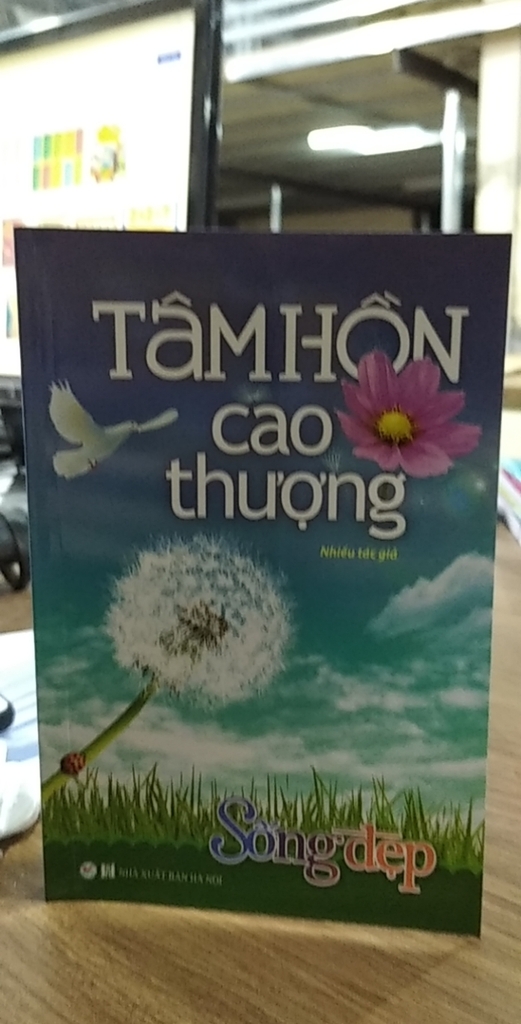 TÂM HỒN
cao
thượng
Nhiều tác giả
Sống đẹp
NHÀ XUẤT BẢN HÀ NỘI